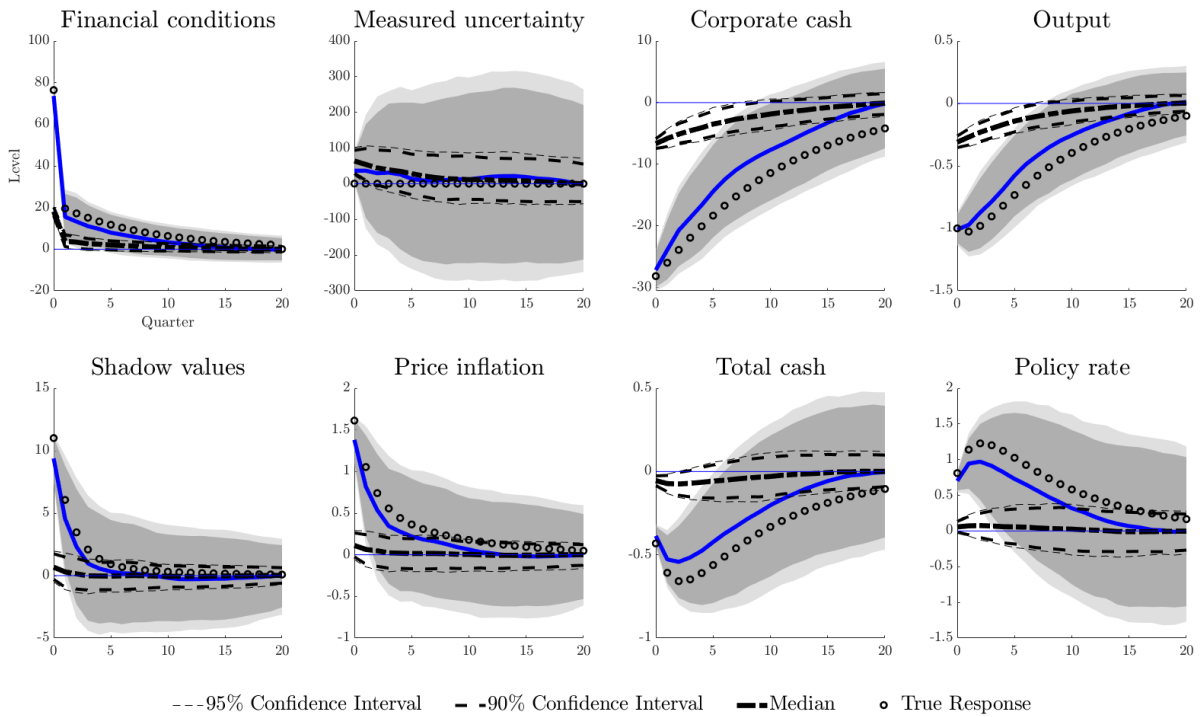 Financial conditions
Measured uncertainty
Corporate cash
Output
100
80
60
40
20
0
-20
Level
0 5 10 15 20
Quarter
400
300
200
100
0
-100
-200
-300
0 5 10 15 20
10
0
-10
-20
-30
0 5 10 15 20
0.5
0
-0.5
-1
-1.5
0 5 10 15 20
Shadow values
Price inflation
Total cash
Policy rate
15
10
5
0
-5
0 5 10 15 20
2
1.5
1
0.5
0
-0.5
-1
0 5 10 15 20
0.5
0
-0.5
-1
0 5 10 15 20
2
1.5
1
0.5
0
-0.5
-1
-1.5
0 5 10 15 20
95% Confidence Interval 90% Confidence Interval Median True Response